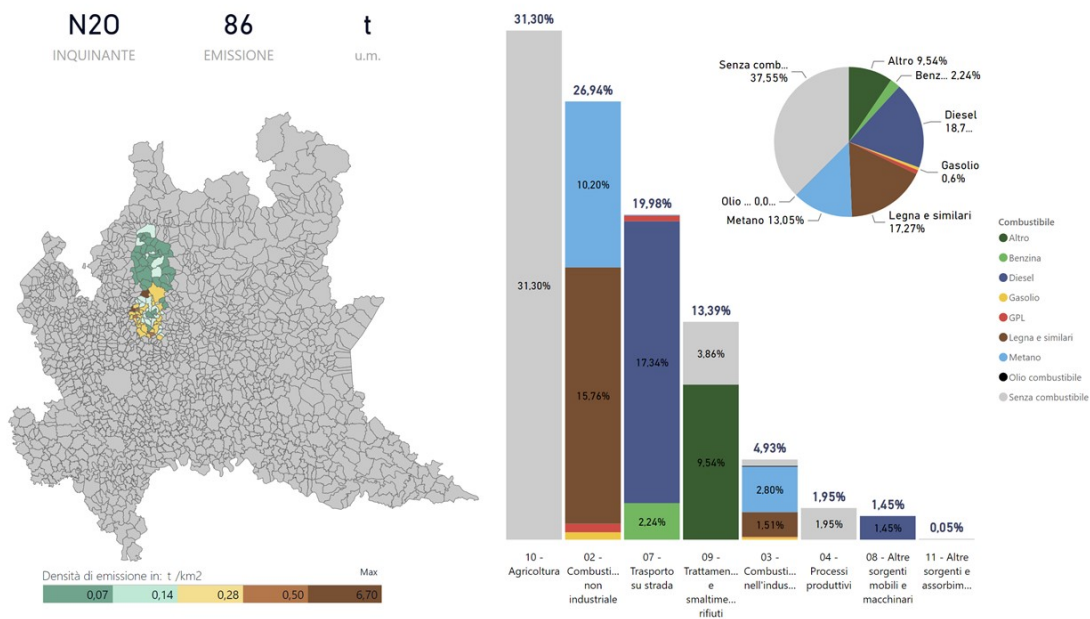 N2O 86 t
INQUINANTE EMISSIONE u.m.
Densità di emissione in: t /km2 Max
0,07 0,14 0,28 0,50 6,70
31,30%
26,94%
19,98%
13,39%
4,93%
1,95%
1,45%
0,05%
31,30%
10,20%
15.76%
17,34%
2,24%
3,86%
9,54%
2,80%
1,51%
1,95%
1,45%
10 -
Agricoltura
02 -
Combusti...
non
industriale
07 -
Trasporto
su strada
09 -
Trattamen...
e
smaltime...
rifiuti
03 -
Combusti...
nell'indus...
04 -
Processi
produttivi
08 - Altre
sorgenti
mobili e
macchinari
11 - Altre
sorgenti e
assorbim...
Senza comb...
37,55%
Altro 9,54%
Benz... 2,24%
Diesel
18,7...
Gasolio
0,6%
Legna e similari
17,27%
Metano 13,05%
Olio ... 0,0...
Combustibile
Altro
Benzina
Diesel
Gasolio
GPL
Legna e similari
Metano
Olio combustibile
Senza combustibile